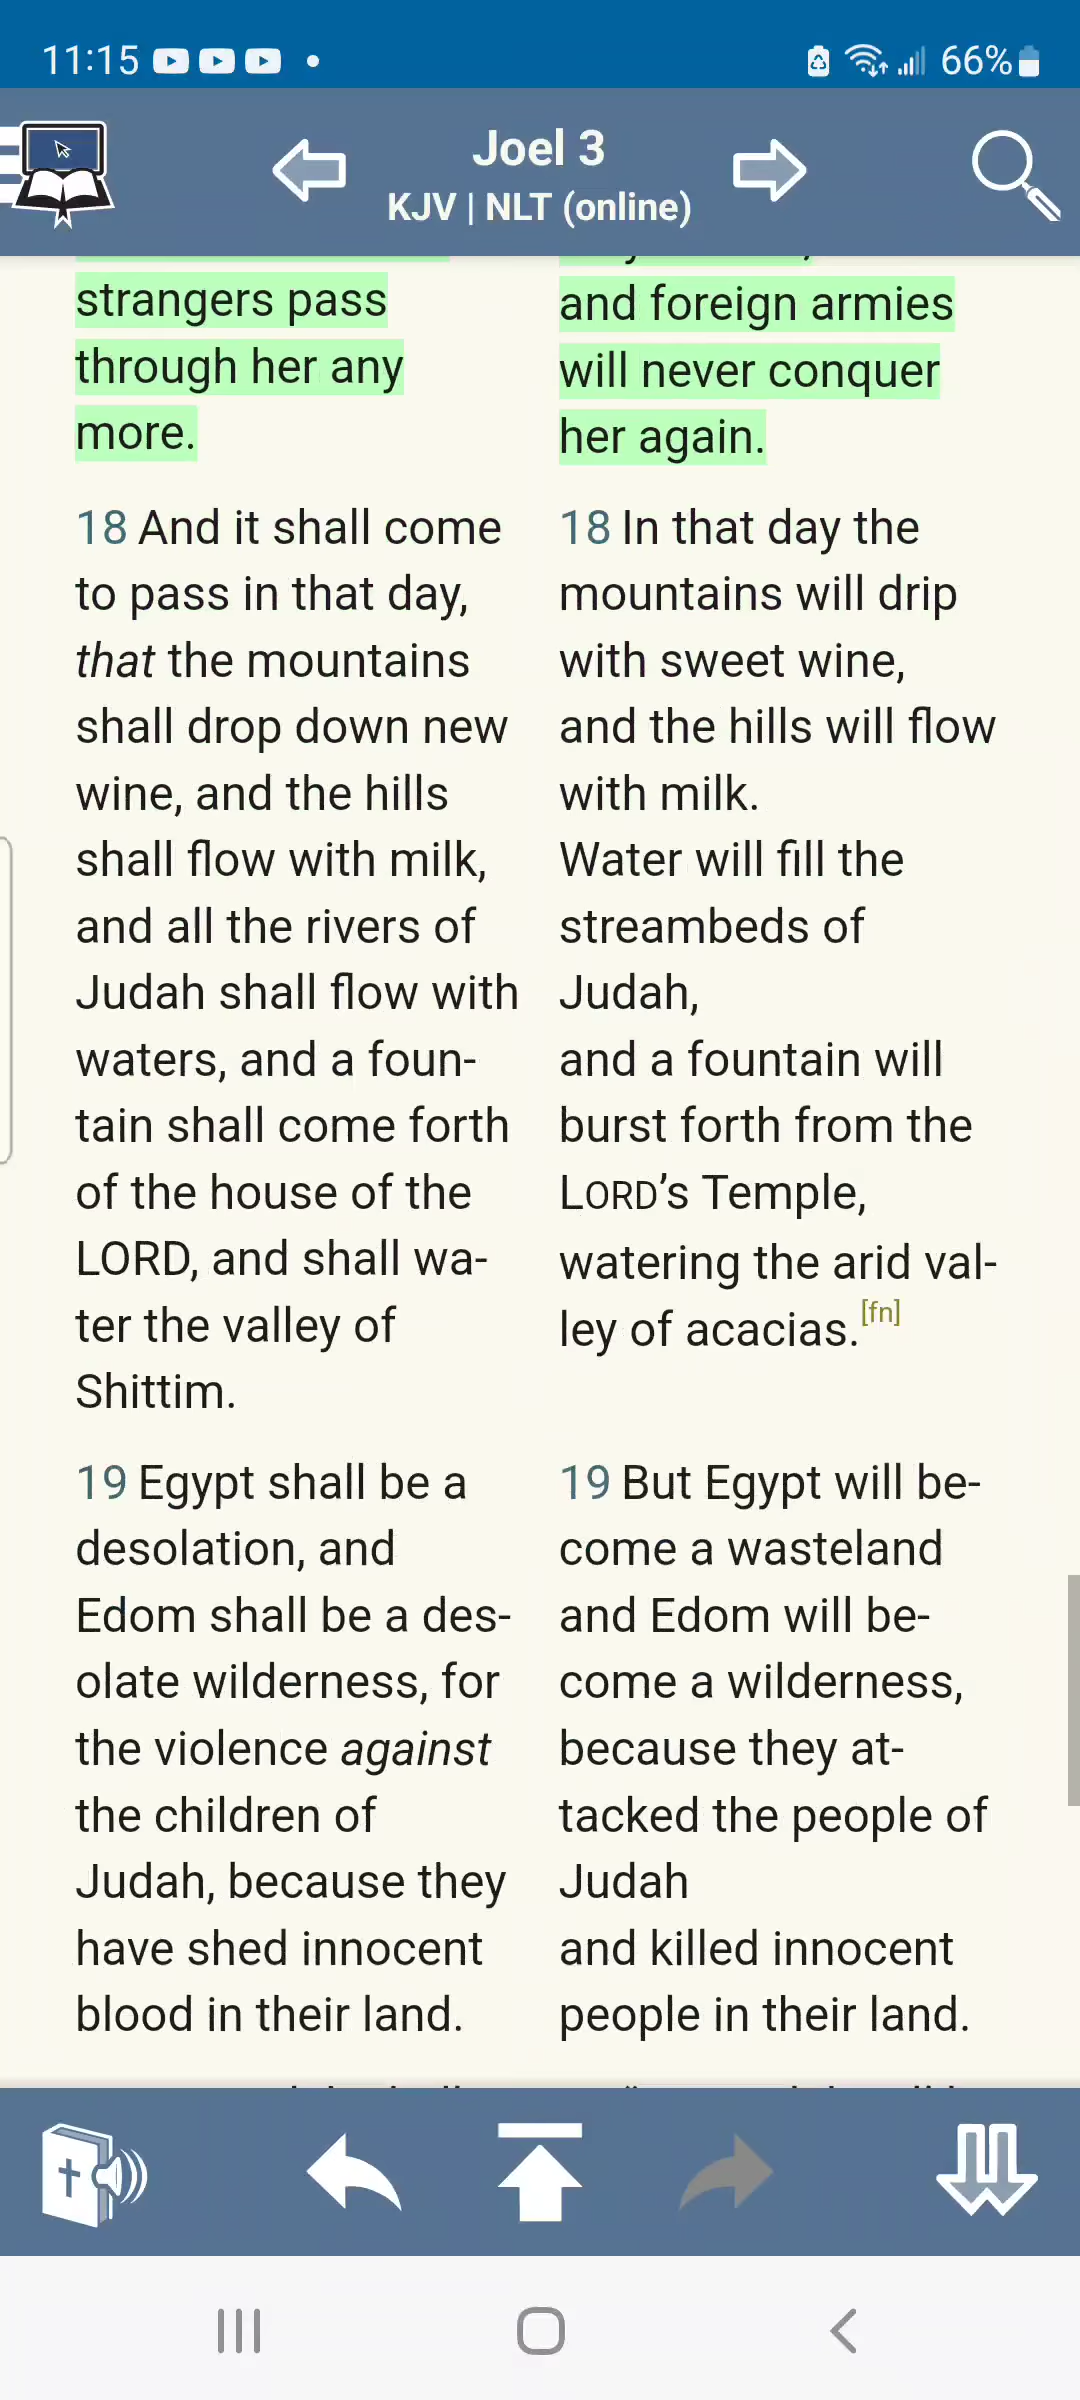 11:15
66%
Joel 3
KJV | NLT (online)
strangers pass
through her any
more.
18 And it shall come
to pass in that day,
that the mountains
shall drop down new
wine, and the hills
shall flow with milk,
and all the rivers of
Judah shall flow with
waters, and a foun-
tain shall come forth
of the house of the
LORD, and shall wa-
ter the valley of
Shittim.
19 Egypt shall be a
desolation, and
Edom shall be a des-
olate wilderness, for
the violence against
the children of
Judah, because they
have shed innocent
blood in their land.
and foreign armies
will never conquer
her again.
18 In that day the
mountains will drip
with sweet wine,
and the hills will flow
with milk.
Water will fill the
streambeds of
Judah,
and a fountain will
burst forth from the
LORD’s Temple,
watering the arid val-
ley of acacias.[fn]
19 But Egypt will be-
come a wasteland
and Edom will be-
come a wilderness,
because they at-
tacked the people of
Judah
and killed innocent
people in their land.